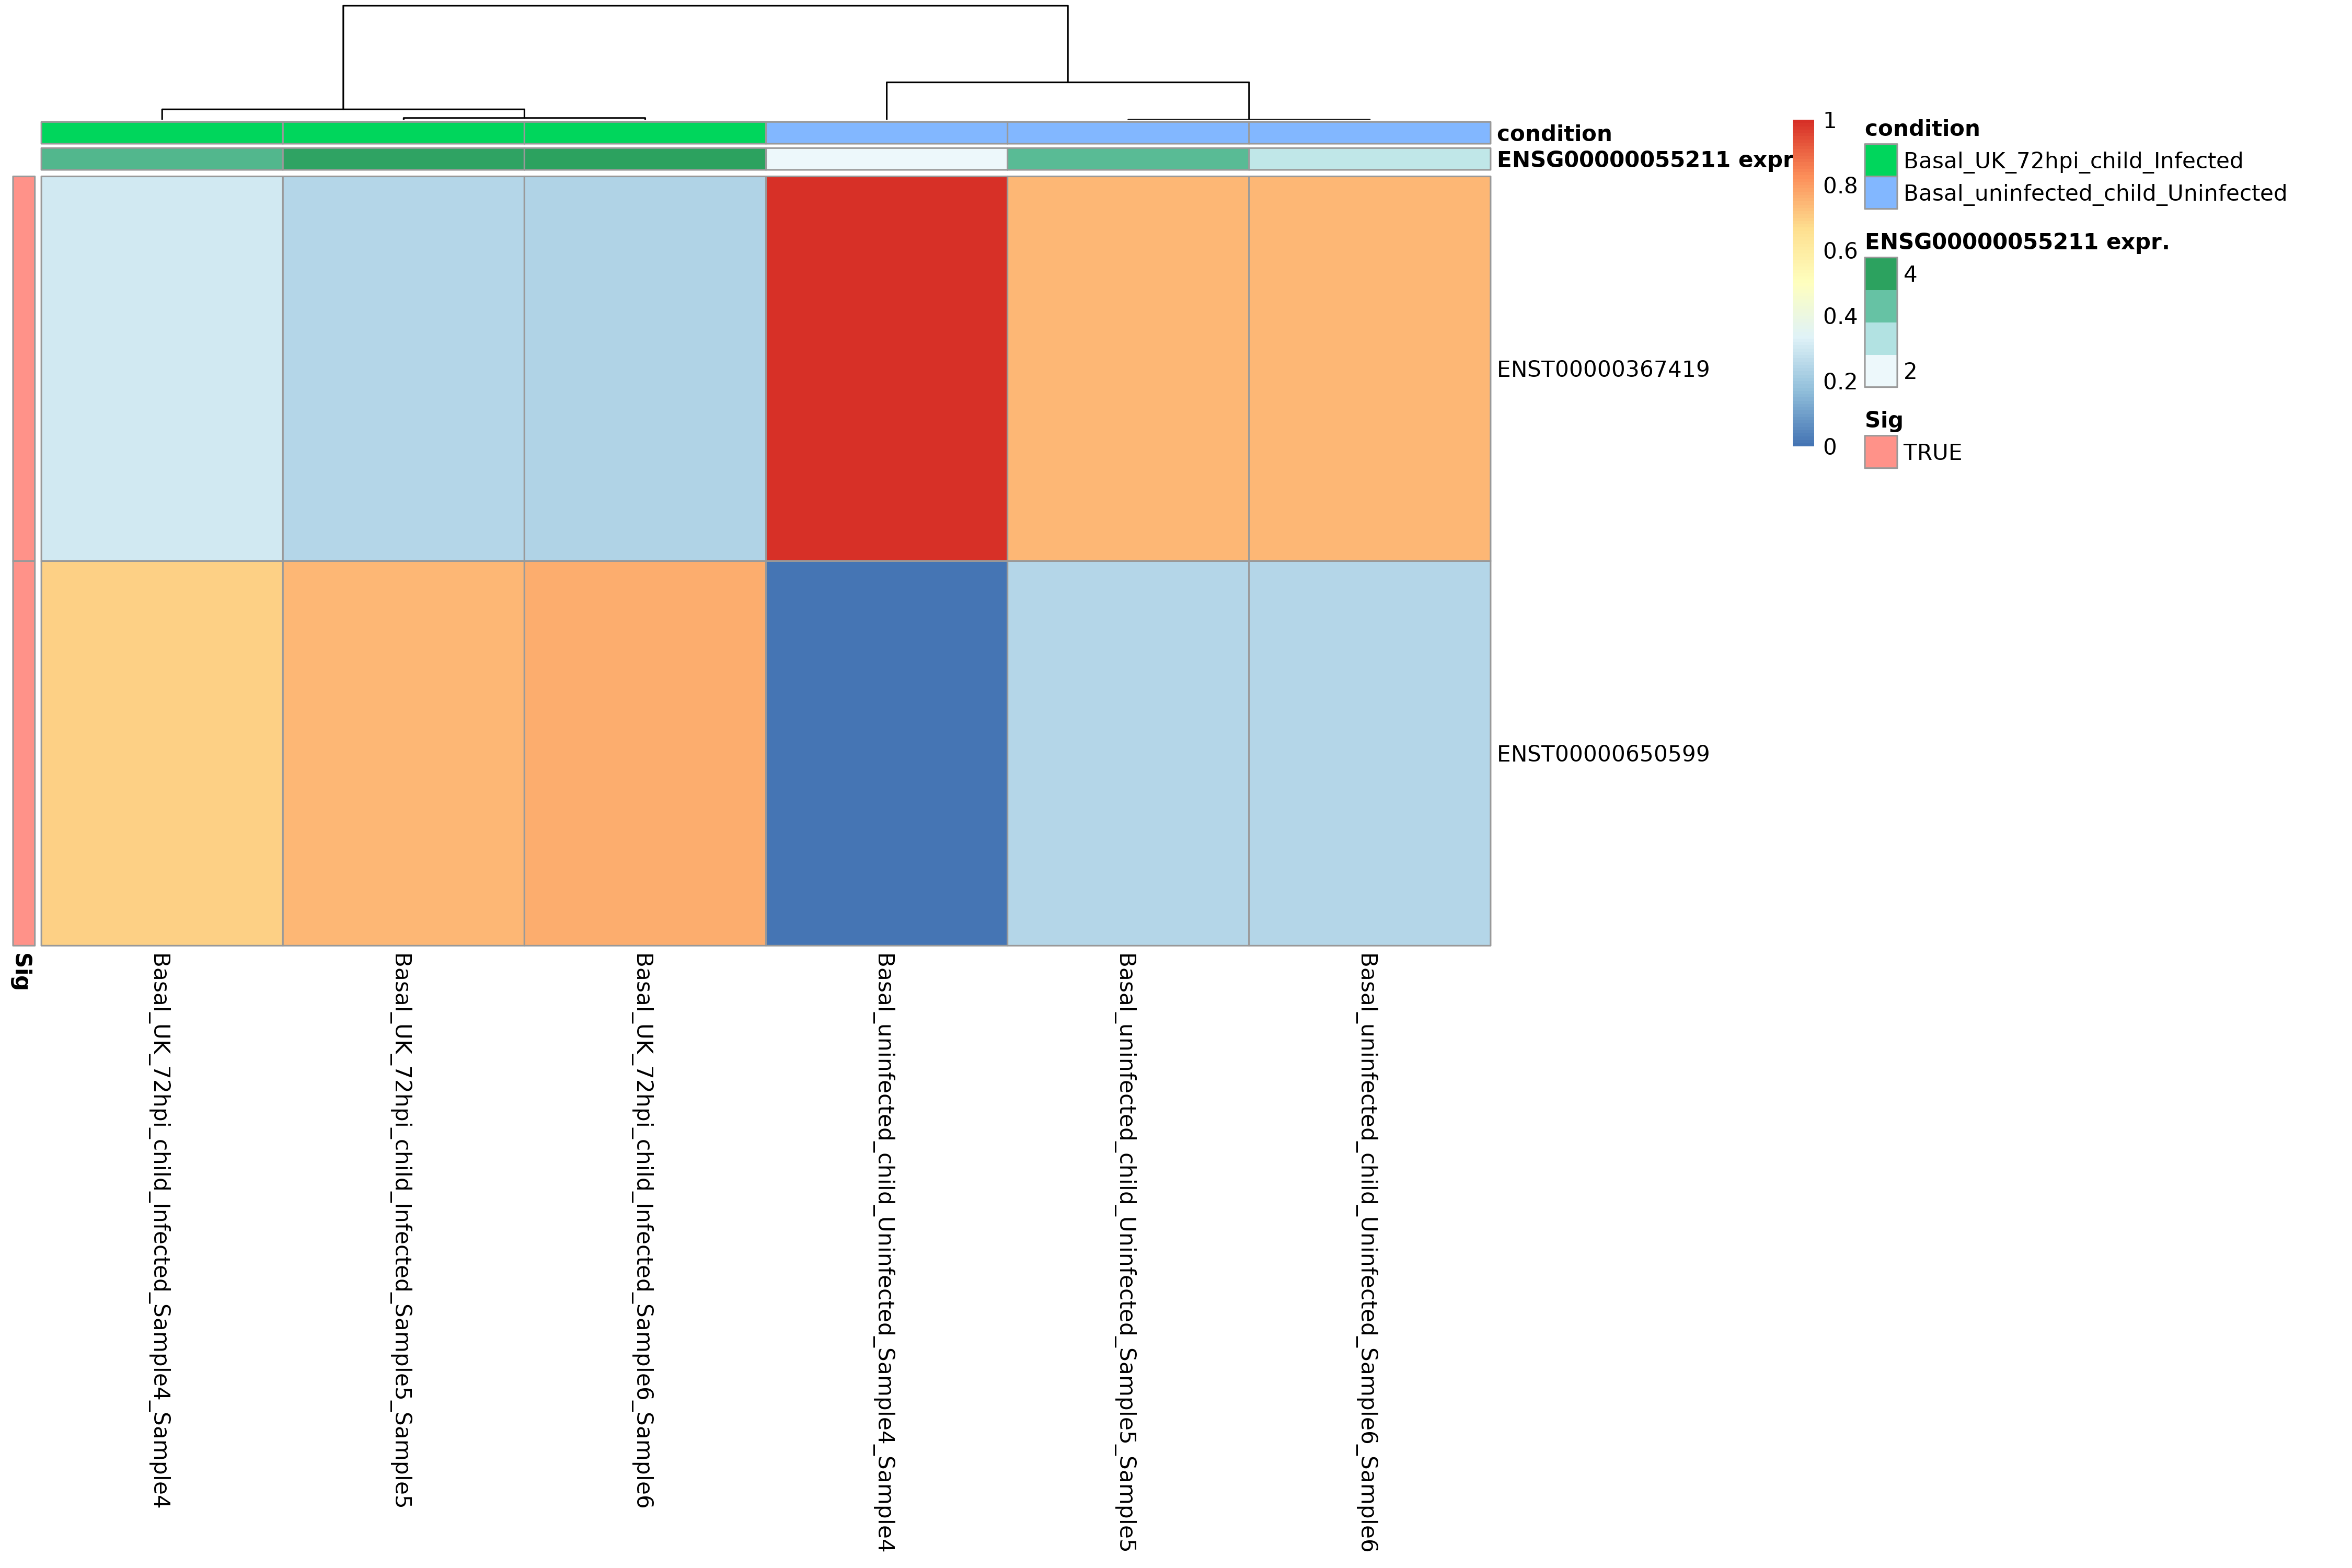 condition
ENSG00000055211 expr.
ENST00000367419
ENST00000650599
Sig
Basal_UK_72hpi_child_Infected_Sample4_Sample4
Basal_UK_72hpi_child_Infected_Sample5_Sample5
Basal_UK_72hpi_child_Infected_Sample6_Sample6
Basal_uninfected_child_Uninfected_Sample4_Sample4
Basal_uninfected_child_Uninfected_Sample5_Sample5
Basal_uninfected_child_Uninfected_Sample6_Sample6
1
0.8
0.6
0.4
0.2
0
condition
Basal_UK_72hpi_child_Infected
Basal_uninfected_child_Uninfected
ENSG00000055211 expr.
4
2
Sig
TRUE